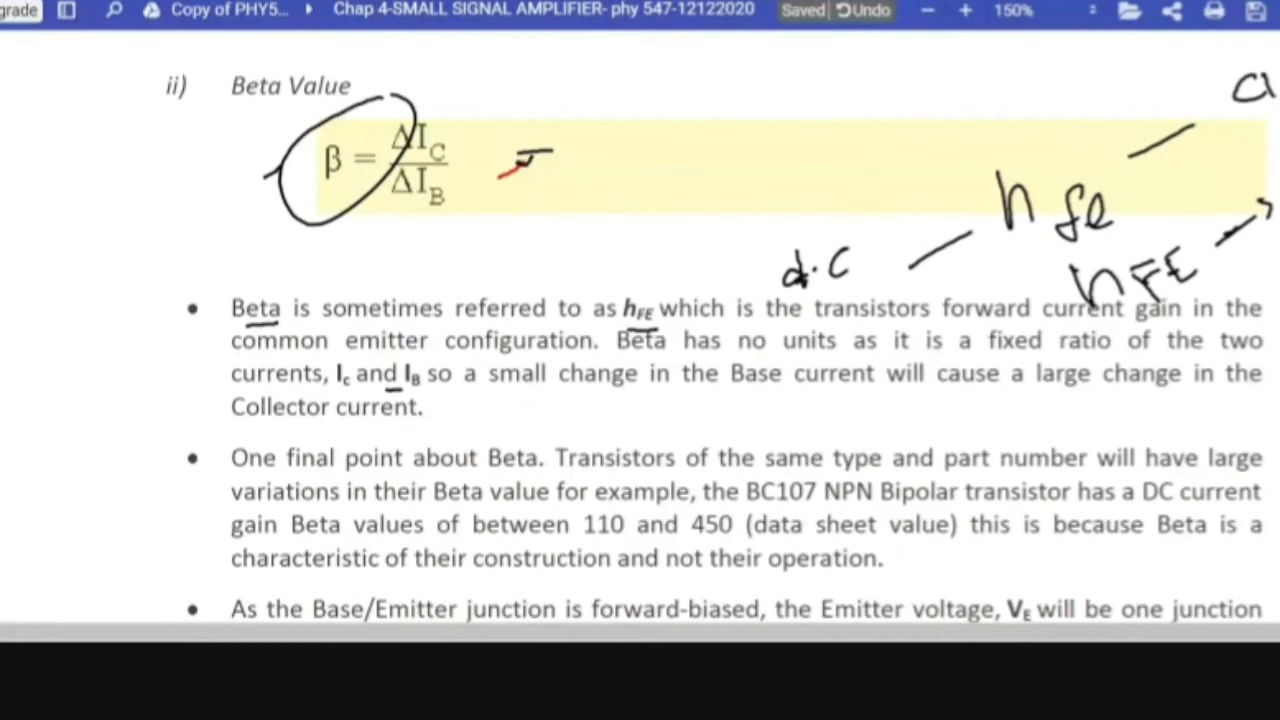 grade Copy of PHY5... Chap 4-SMALL SIGNAL AMPLIFIER- phy 547-12122020 Saved Undo − + 150%
ii) Beta Value
β = ΔI_C / ΔI_B
h fe
d.c
h FE
• Beta is sometimes referred to as h_FE which is the transistors forward current gain in the
common emitter configuration. Beta has no units as it is a fixed ratio of the two
currents, I_c and I_B so a small change in the Base current will cause a large change in the
Collector current.
• One final point about Beta. Transistors of the same type and part number will have large
variations in their Beta value for example, the BC107 NPN Bipolar transistor has a DC current
gain Beta values of between 110 and 450 (data sheet value) this is because Beta is a
characteristic of their construction and not their operation.
• As the Base/Emitter junction is forward-biased, the Emitter voltage, V_E will be one junction